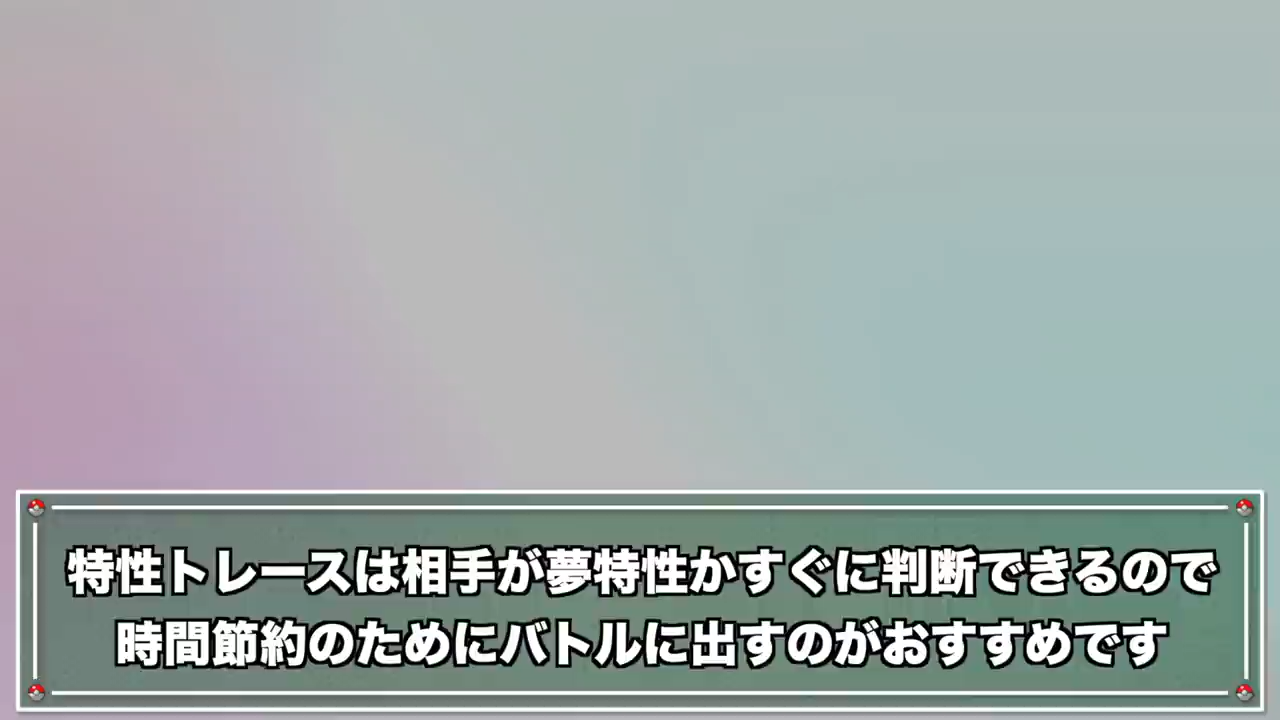 特性トレースは相手が夢特性かすぐに判断できるので
時間節約のためにバトルに出すのがおすすめです